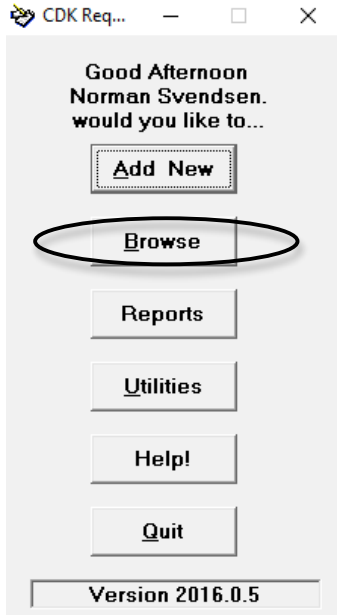 CDK Req...
Good Afternoon
Norman Svendsen.
would you like to...
Add New
Browse
Reports
Utilities
Help!
Quit
Version 2016.0.5